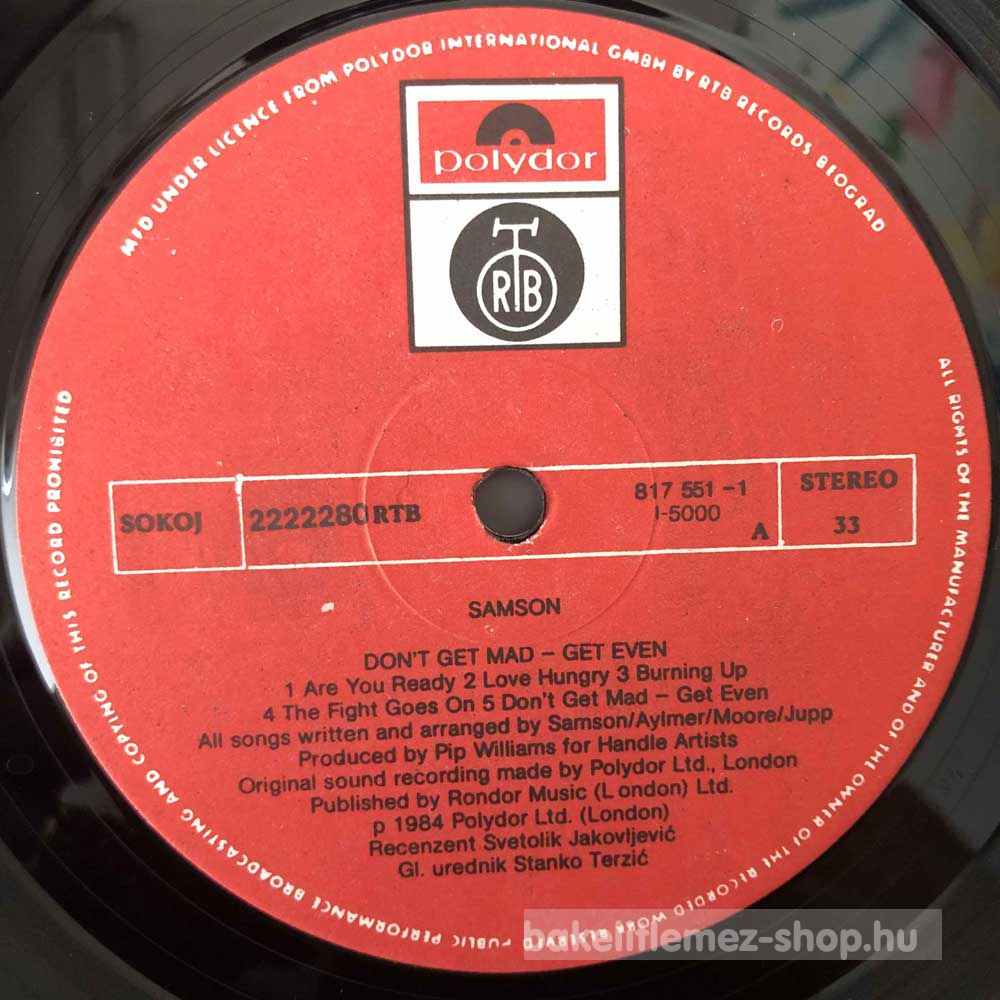 MFD UNDER LICENCE FROM POLYDOR INTERNATIONAL GMBH BY RTB RECORDS BEOGRAD
polydor
RTB
SOKOJ
2222280 RTB
817 551 -1
I-5000
A
STEREO
33
SAMSON
DON'T GET MAD – GET EVEN
1 Are You Ready 2 Love Hungry 3 Burning Up
4 The Fight Goes On 5 Don't Get Mad – Get Even
All songs written and arranged by Samson/Aylmer/Moore/Jupp
Produced by Pip Williams for Handle Artists
Original sound recording made by Polydor Ltd., London
Published by Rondor Music (London) Ltd.
p 1984 Polydor Ltd. (London)
Recenzent Svetolik Jakovljević
Gl. urednik Stanko Terzić
ALL RIGHTS OF THE MANUFACTURER AND OF THE OWNER OF THE RECORDED WORK RESERVED PUBLIC PERFORMANCE BROADCASTING AND COPYING OF THIS RECORD PROHIBITED
bakelitlemez-shop.hu